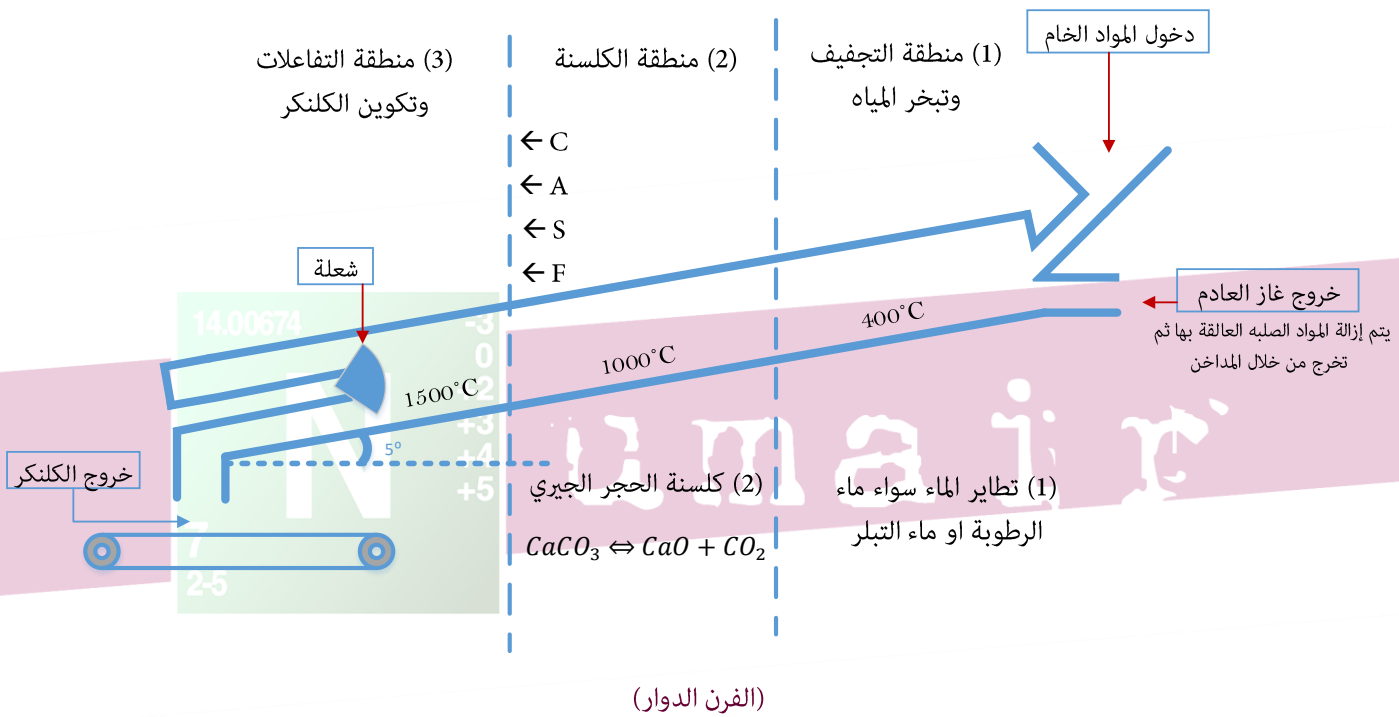 دخول المواد الخام
(1) منطقة التجفيف
وتبخر المياه
(2) منطقة الكلسنة
(3) منطقة التفاعلات
وتكوين الكلنكر
← C
← A
← S
← F
شعلة
خروج غاز العادم
يتم إزالة المواد الصلبه العالقة بها ثم
تخرج من خلال المداخن
400°C
1000°C
1500°C
5°
خروج الكلنكر
(1) تطاير الماء سواء ماء
الرطوبة او ماء التبلر
(2) كلسنة الحجر الجيري
CaCO₃ ⇔ CaO + CO₂
(الفرن الدوار)
14.00674
-3
0
+2
+3
+4
+5
N
unair
7
2-5